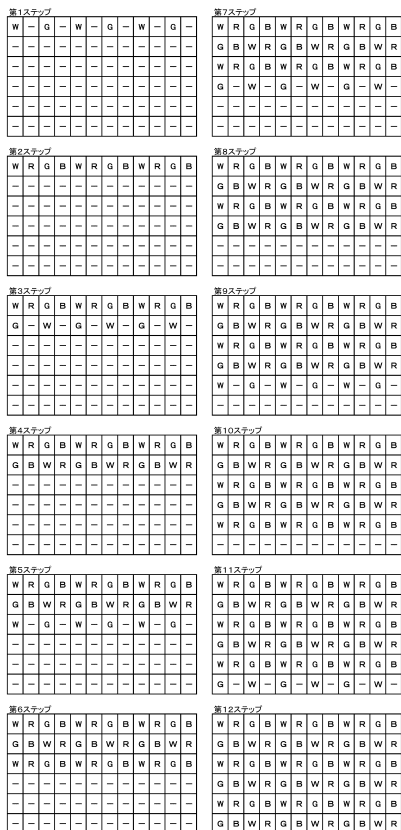 第1ステップ
W − G − W − G − W − G −
− − − − − − − − − − − −
− − − − − − − − − − − −
− − − − − − − − − − − −
− − − − − − − − − − − −
− − − − − − − − − − − −
第2ステップ
W R G B W R G B W R G B
− − − − − − − − − − − −
− − − − − − − − − − − −
− − − − − − − − − − − −
− − − − − − − − − − − −
− − − − − − − − − − − −
第3ステップ
W R G B W R G B W R G B
G − W − G − W − G − W −
− − − − − − − − − − − −
− − − − − − − − − − − −
− − − − − − − − − − − −
− − − − − − − − − − − −
第4ステップ
W R G B W R G B W R G B
G B W R G B W R G B W R
− − − − − − − − − − − −
− − − − − − − − − − − −
− − − − − − − − − − − −
− − − − − − − − − − − −
第5ステップ
W R G B W R G B W R G B
G B W R G B W R G B W R
W − G − W − G − W − G −
− − − − − − − − − − − −
− − − − − − − − − − − −
− − − − − − − − − − − −
第6ステップ
W R G B W R G B W R G B
G B W R G B W R G B W R
W R G B W R G B W R G B
− − − − − − − − − − − −
− − − − − − − − − − − −
− − − − − − − − − − − −
第7ステップ
W R G B W R G B W R G B
G B W R G B W R G B W R
W R G B W R G B W R G B
G − W − G − W − G − W −
− − − − − − − − − − − −
− − − − − − − − − − − −
第8ステップ
W R G B W R G B W R G B
G B W R G B W R G B W R
W R G B W R G B W R G B
G B W R G B W R G B W R
− − − − − − − − − − − −
− − − − − − − − − − − −
第9ステップ
W R G B W R G B W R G B
G B W R G B W R G B W R
W R G B W R G B W R G B
G B W R G B W R G B W R
W − G − W − G − W − G −
− − − − − − − − − − − −
第10ステップ
W R G B W R G B W R G B
G B W R G B W R G B W R
W R G B W R G B W R G B
G B W R G B W R G B W R
W R G B W R G B W R G B
− − − − − − − − − − − −
第11ステップ
W R G B W R G B W R G B
G B W R G B W R G B W R
W R G B W R G B W R G B
G B W R G B W R G B W R
W R G B W R G B W R G B
G − W − G − W − G − W −
第12ステップ
W R G B W R G B W R G B
G B W R G B W R G B W R
W R G B W R G B W R G B
G B W R G B W R G B W R
W R G B W R G B W R G B
G B W R G B W R G B W R